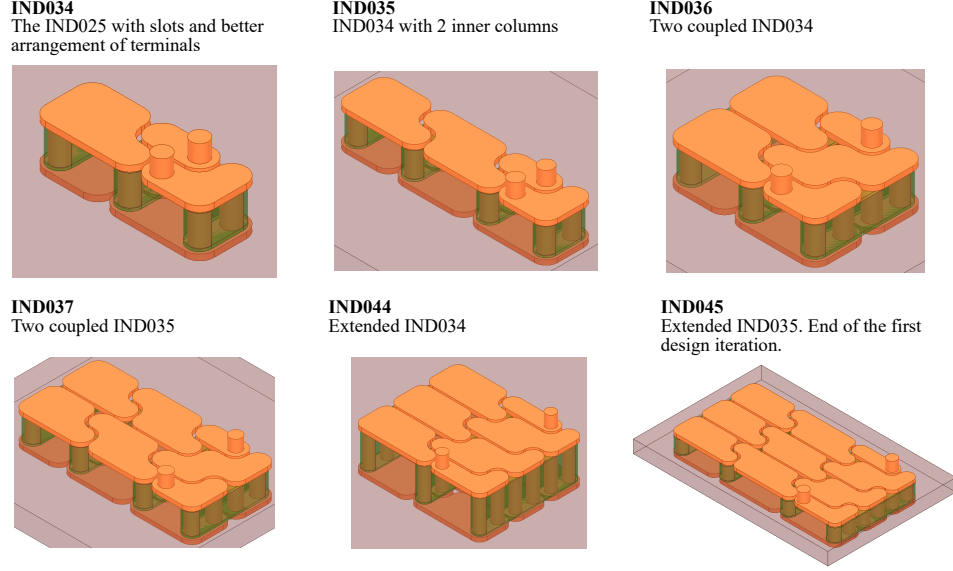 IND034
The IND025 with slots and better
arrangement of terminals
IND035
IND034 with 2 inner columns
IND036
Two coupled IND034
IND037
Two coupled IND035
IND044
Extended IND034
IND045
Extended IND035. End of the first
design iteration.